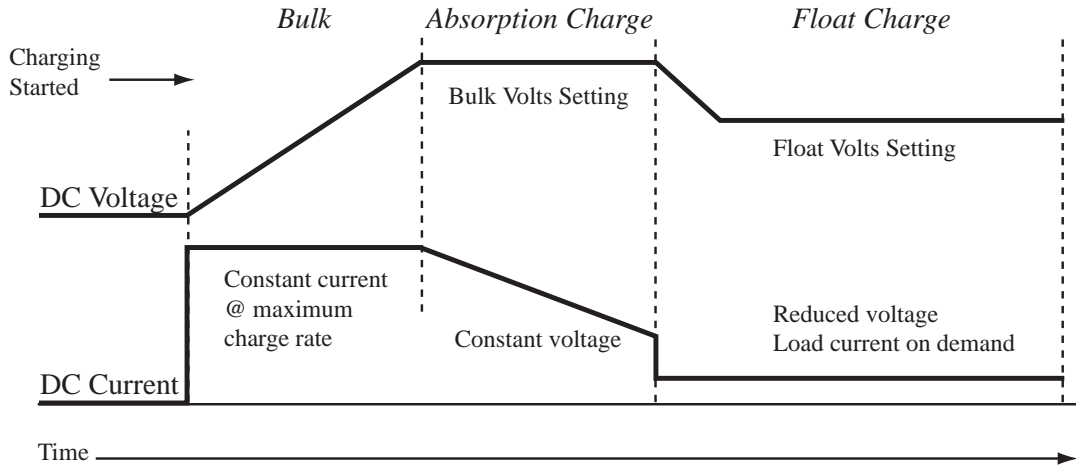 Bulk
Absorption Charge
Float Charge
Charging
Started
Bulk Volts Setting
Float Volts Setting
DC Voltage
Constant current
@ maximum
charge rate
Constant voltage
Reduced voltage
Load current on demand
DC Current
Time